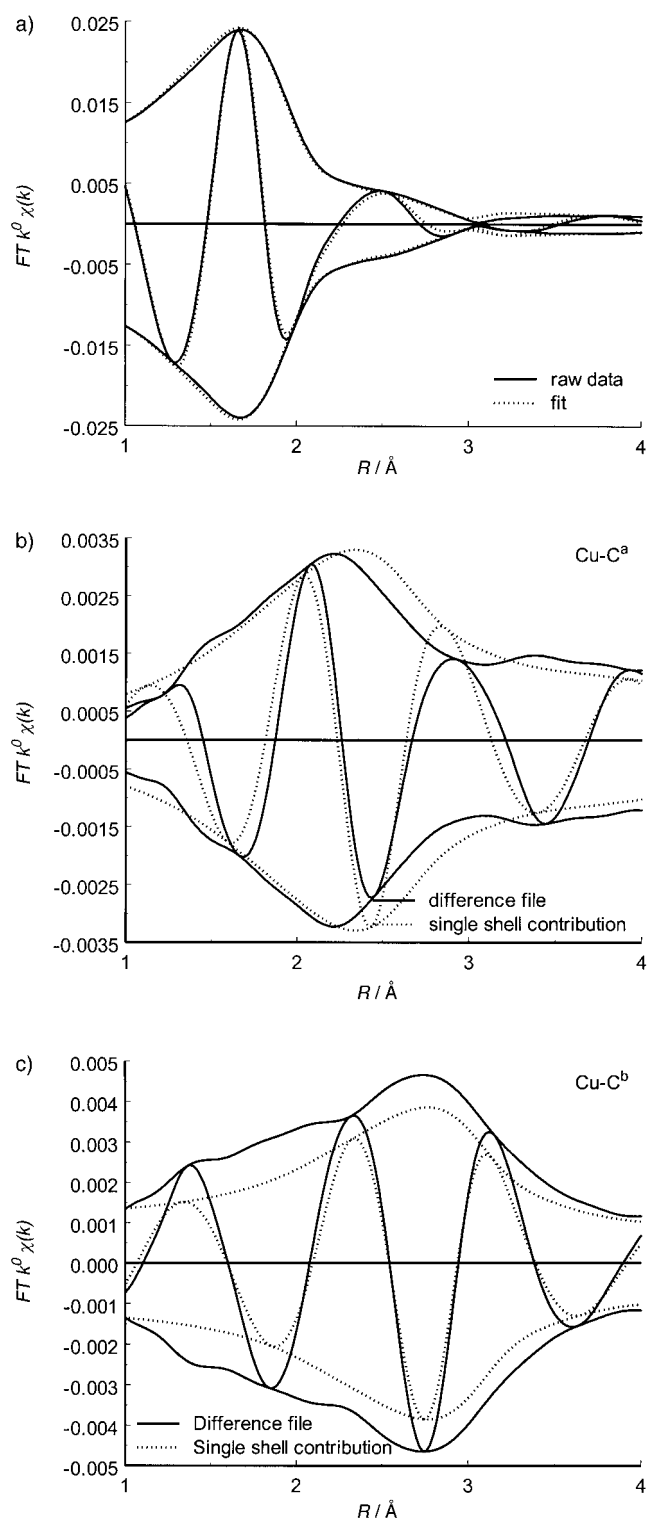 a)
0.025
0.015
0.005
-0.005
-0.015
-0.025
FT k⁰ χ(k)
raw data
fit
1 2 3 4
R / Å
b)
Cu-Cᵃ
0.0035
0.0025
0.0015
0.0005
-0.0005
-0.0015
-0.0025
-0.0035
FT k⁰ χ(k)
difference file
single shell contribution
1 2 3 4
R / Å
c)
Cu-Cᵇ
0.005
0.004
0.003
0.002
0.001
0.000
-0.001
-0.002
-0.003
-0.004
-0.005
FT k⁰ χ(k)
Difference file
Single shell contribution
1 2 3 4
R / Å